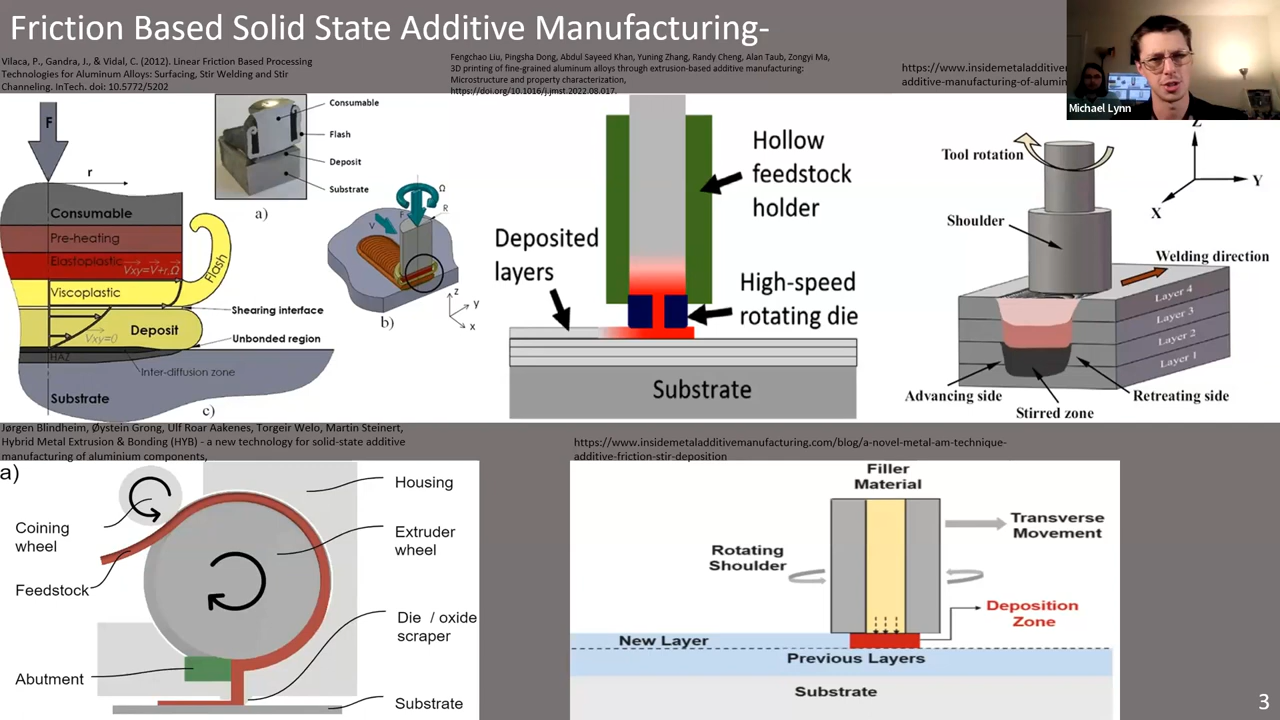 Friction Based Solid State Additive Manufacturing-
Vilaca, P., Gandra, J., & Vidal, C. (2012). Linear Friction Based Processing
Technologies for Aluminum Alloys: Surfacing, Stir Welding and Stir
Channeling. InTech. doi: 10.5772/5202
Fengchao Liu, Pingsha Dong, Abdul Sayeed Khan, Yuning Zhang, Randy Cheng, Alan Taub, Zongyi Ma,
3D printing of fine-grained aluminum alloys through extrusion-based additive manufacturing:
Microstructure and property characterization,
https://doi.org/10.1016/j.jmst.2022.08.017.
https://www.insidemetaladditive
additive-manufacturing-of-alumin
Michael Lynn
F
r
Consumable
Pre-heating
Elastoplastic
Vxy=V+r.Ω
Viscoplastic
Flash
Shearing interface
Deposit
Vxy=0
Unbonded region
HAZ
Inter-diffusion zone
Substrate
c)
Consumable
Flash
Deposit
Substrate
a)
Ω
F
R
V
z
y
x
b)
Hollow
feedstock
holder
Deposited
layers
High-speed
rotating die
Substrate
Z
Y
X
Tool rotation
Shoulder
Welding direction
Layer 4
Layer 3
Layer 2
Layer 1
Advancing side
Retreating side
Stirred zone
Jørgen Blindheim, Øystein Grong, Ulf Roar Aakenes, Torgeir Welo, Martin Steinert,
Hybrid Metal Extrusion & Bonding (HYB) - a new technology for solid-state additive
manufacturing of aluminium components,
a)
Housing
Coining
wheel
Extruder
wheel
Feedstock
Die / oxide
scraper
Abutment
Substrate
https://www.insidemetaladditivemanufacturing.com/blog/a-novel-metal-am-technique-
additive-friction-stir-deposition
Filler
Material
Transverse
Movement
Rotating
Shoulder
Deposition
Zone
New Layer
Previous Layers
Substrate
3